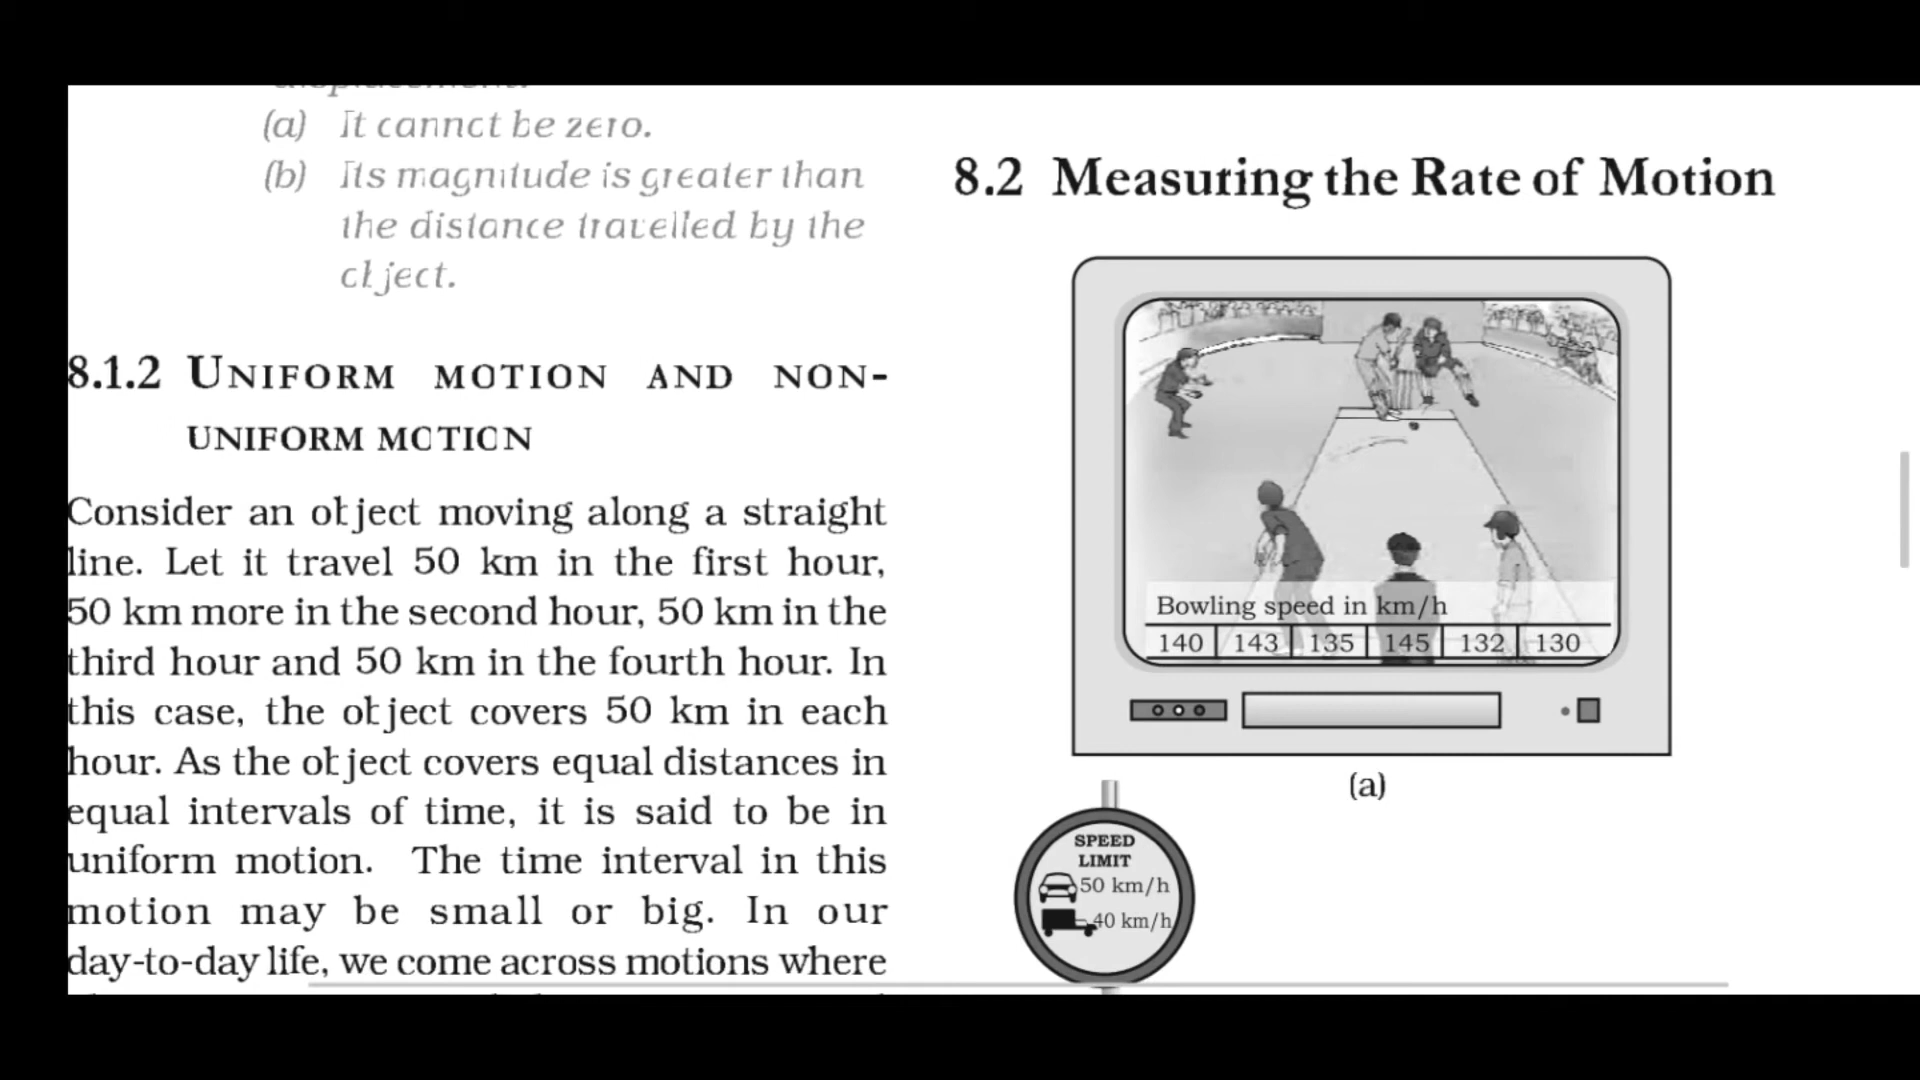 (a) It cannot be zero.
(b) Its magnitude is greater than
the distance travelled by the
object.
8.1.2 UNIFORM MOTION AND NON-
UNIFORM MOTION
Consider an object moving along a straight
line. Let it travel 50 km in the first hour,
50 km more in the second hour, 50 km in the
third hour and 50 km in the fourth hour. In
this case, the object covers 50 km in each
hour. As the object covers equal distances in
equal intervals of time, it is said to be in
uniform motion. The time interval in this
motion may be small or big. In our
day-to-day life, we come across motions where
8.2 Measuring the Rate of Motion
Bowling speed in km/h
140 143 135 145 132 130
(a)
SPEED
LIMIT
50 km/h
40 km/h